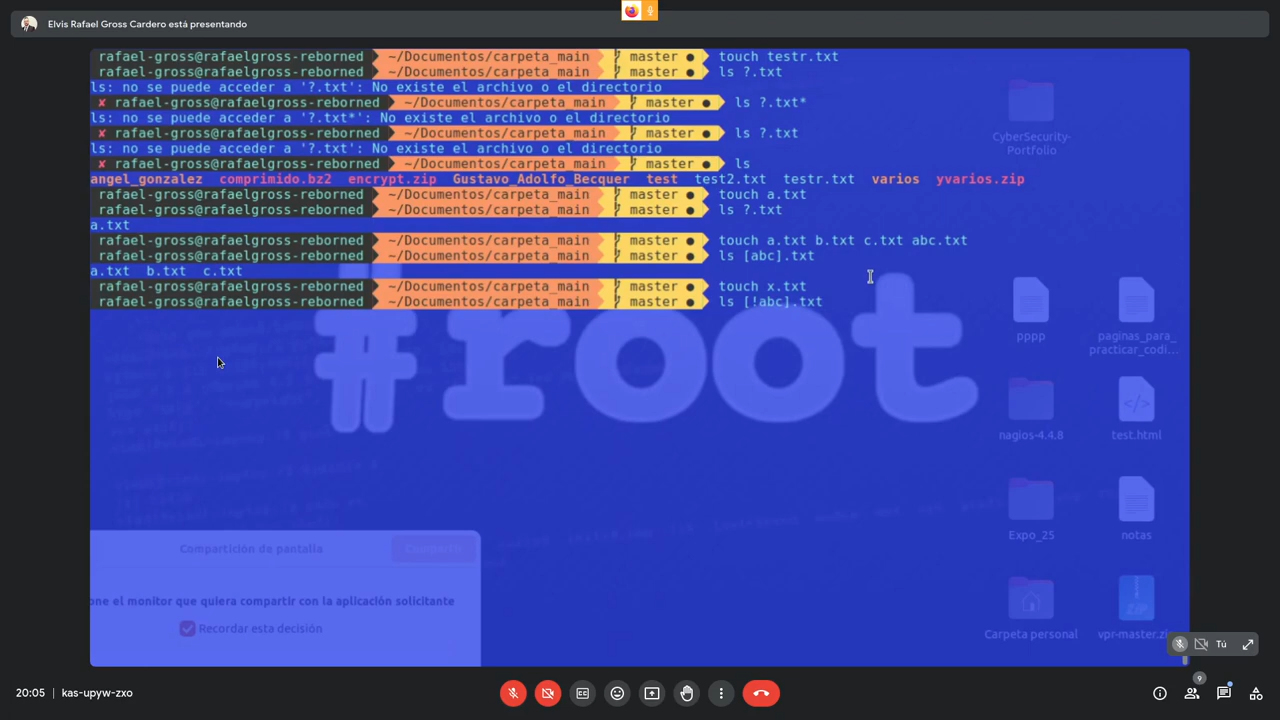 Elvis Rafael Gross Cardero está presentando
rafael-gross@rafaelgross-reborned ~/Documentos/carpeta_main master ● touch testr.txt
rafael-gross@rafaelgross-reborned ~/Documentos/carpeta_main master ● ls ?.txt
ls: no se puede acceder a '?.txt': No existe el archivo o el directorio
✘ rafael-gross@rafaelgross-reborned ~/Documentos/carpeta_main master ● ls ?.txt*
ls: no se puede acceder a '?.txt*': No existe el archivo o el directorio
✘ rafael-gross@rafaelgross-reborned ~/Documentos/carpeta_main master ● ls ?.txt
ls: no se puede acceder a '?.txt': No existe el archivo o el directorio
✘ rafael-gross@rafaelgross-reborned ~/Documentos/carpeta_main master ● ls
angel_gonzalez comprimido.bz2 encrypt.zip Gustavo_Adolfo_Becquer test test2.txt testr.txt varios yvarios.zip
rafael-gross@rafaelgross-reborned ~/Documentos/carpeta_main master ● touch a.txt
rafael-gross@rafaelgross-reborned ~/Documentos/carpeta_main master ● ls ?.txt
a.txt
rafael-gross@rafaelgross-reborned ~/Documentos/carpeta_main master ● touch a.txt b.txt c.txt abc.txt
rafael-gross@rafaelgross-reborned ~/Documentos/carpeta_main master ● ls [abc].txt
a.txt b.txt c.txt
rafael-gross@rafaelgross-reborned ~/Documentos/carpeta_main master ● touch x.txt
rafael-gross@rafaelgross-reborned ~/Documentos/carpeta_main master ● ls [!abc].txt
#root
CyberSecurity-
Portfolio
pppp
paginas_para_
practicar_codi...
nagios-4.4.8
test.html
Expo_25
notas
Carpeta personal
vpr-master.zi
Compartición de pantalla
Compartir
one el monitor que quiera compartir con la aplicación solicitante
Recordar esta decisión
Tú
20:05 | kas-upyw-zxo
9